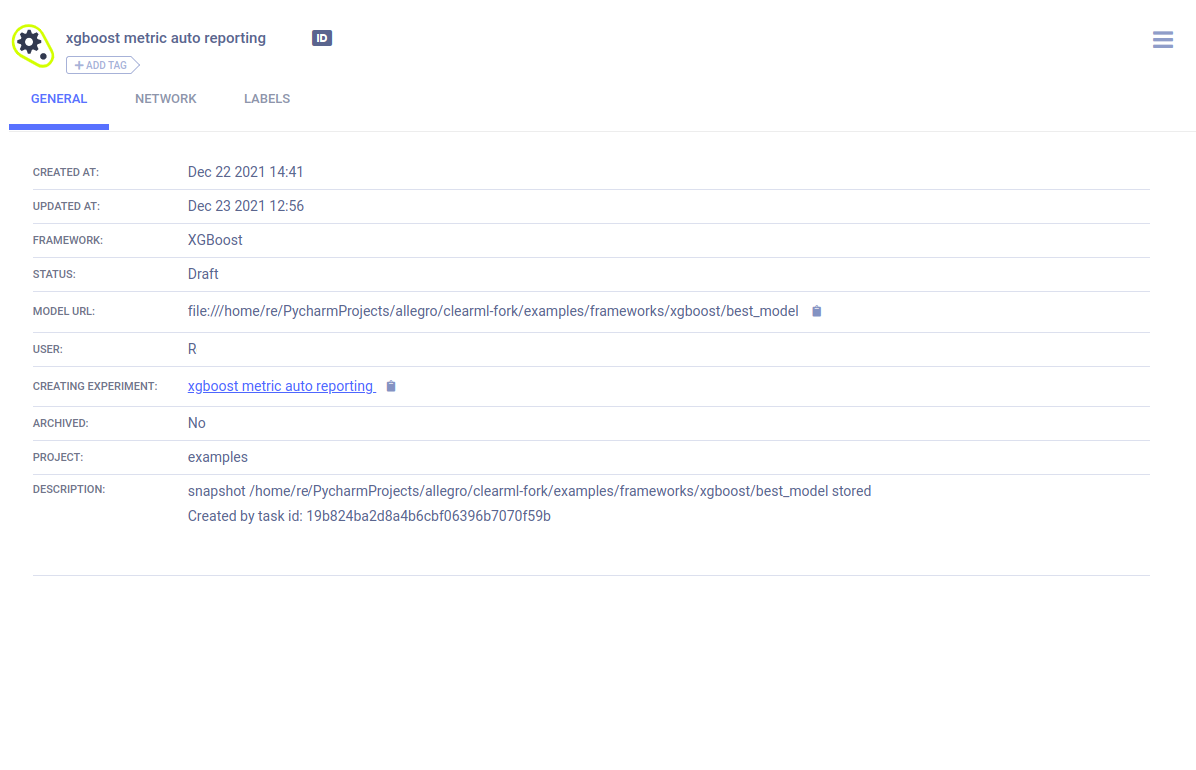 xgboost metric auto reporting ID
ADD TAG
GENERAL NETWORK LABELS
CREATED AT: Dec 22 2021 14:41
UPDATED AT: Dec 23 2021 12:56
FRAMEWORK: XGBoost
STATUS: Draft
MODEL URL: file:///home/re/PycharmProjects/allegro/clearml-fork/examples/frameworks/xgboost/best_model
USER: R
CREATING EXPERIMENT: xgboost metric auto reporting
ARCHIVED: No
PROJECT: examples
DESCRIPTION: snapshot /home/re/PycharmProjects/allegro/clearml-fork/examples/frameworks/xgboost/best_model stored
Created by task id: 19b824ba2d8a4b6cbf06396b7070f59b